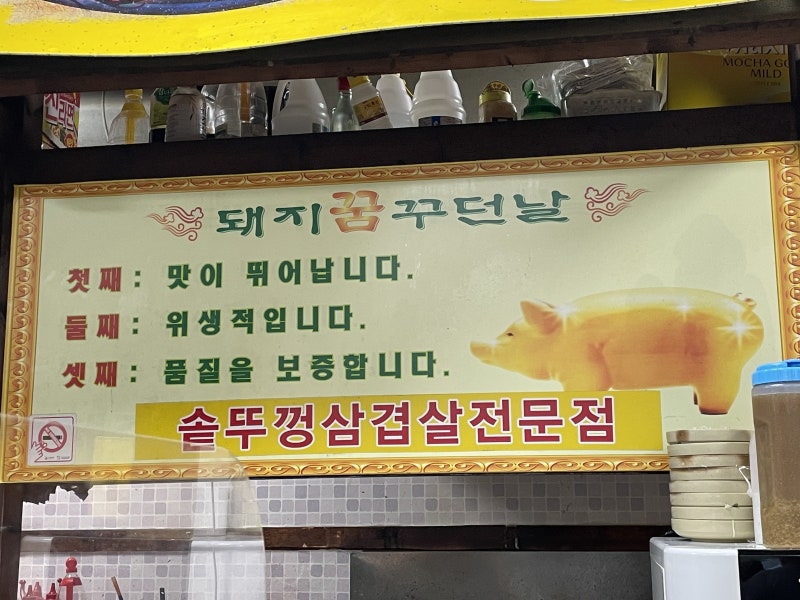 MOCHA GO
MILD
돼지꿈꾸던날
첫째: 맛이 뛰어납니다.
둘째: 위생적입니다.
셋째: 품질을 보증합니다.
솥뚜껑삼겹살전문점